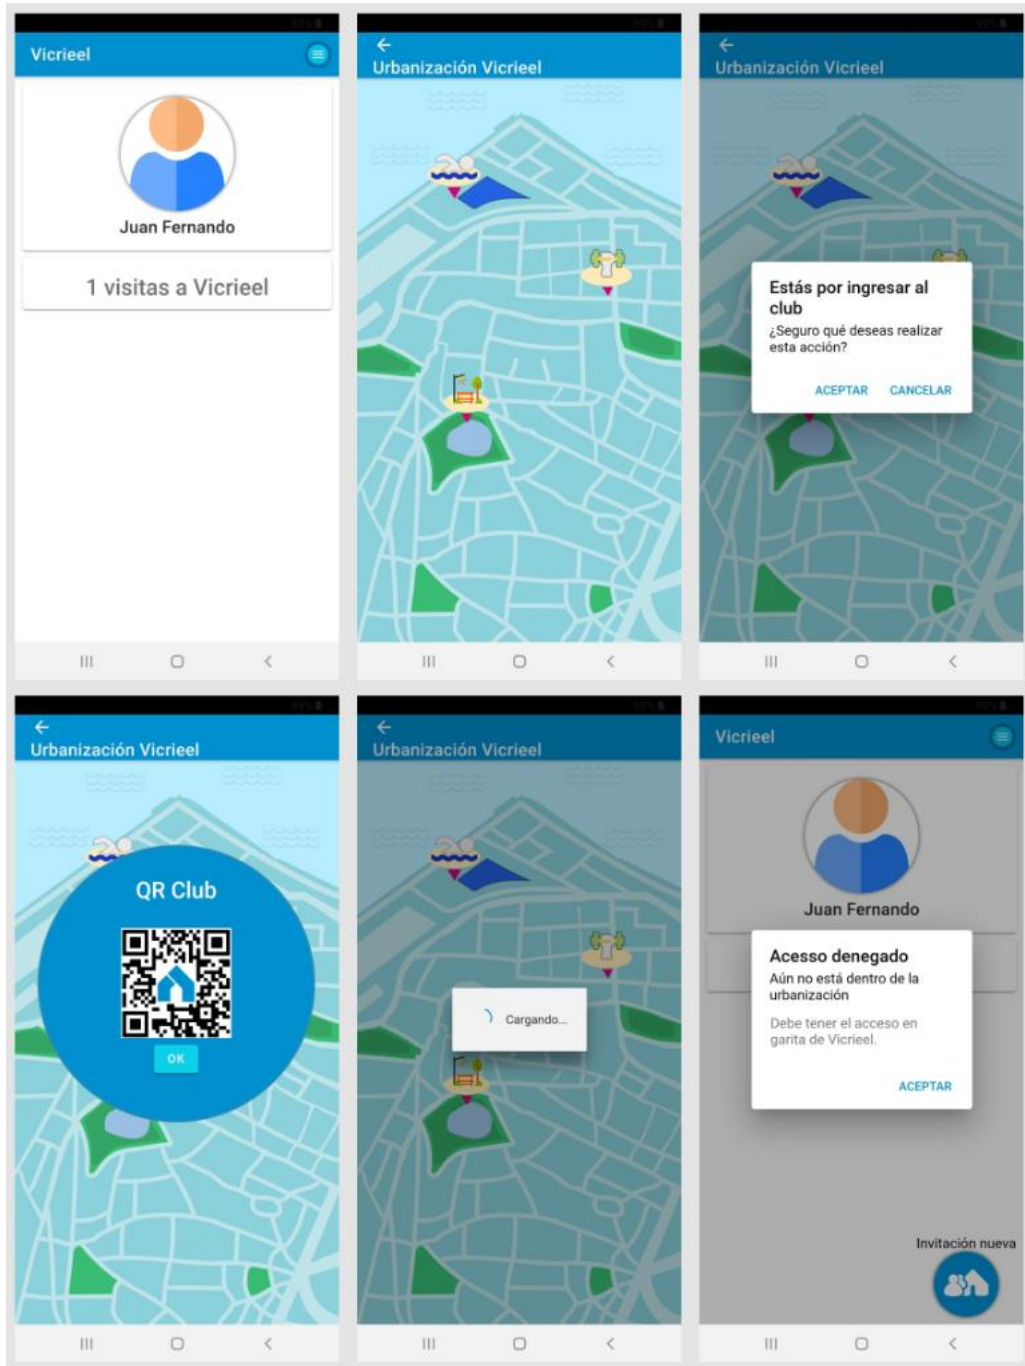 Vicrieel
Juan Fernando
1 visitas a Vicrieel
Urbanización Vicrieel
Urbanización Vicrieel
Estás por ingresar al
club
¿Seguro qué deseas realizar
esta acción?
ACEPTAR CANCELAR
Urbanización Vicrieel
QR Club
OK
Urbanización Vicrieel
Cargando...
Vicrieel
Juan Fernando
Acesso denegado
Aún no está dentro de la
urbanización
Debe tener el acceso en
garita de Vicrieel.
ACEPTAR
Invitación nueva